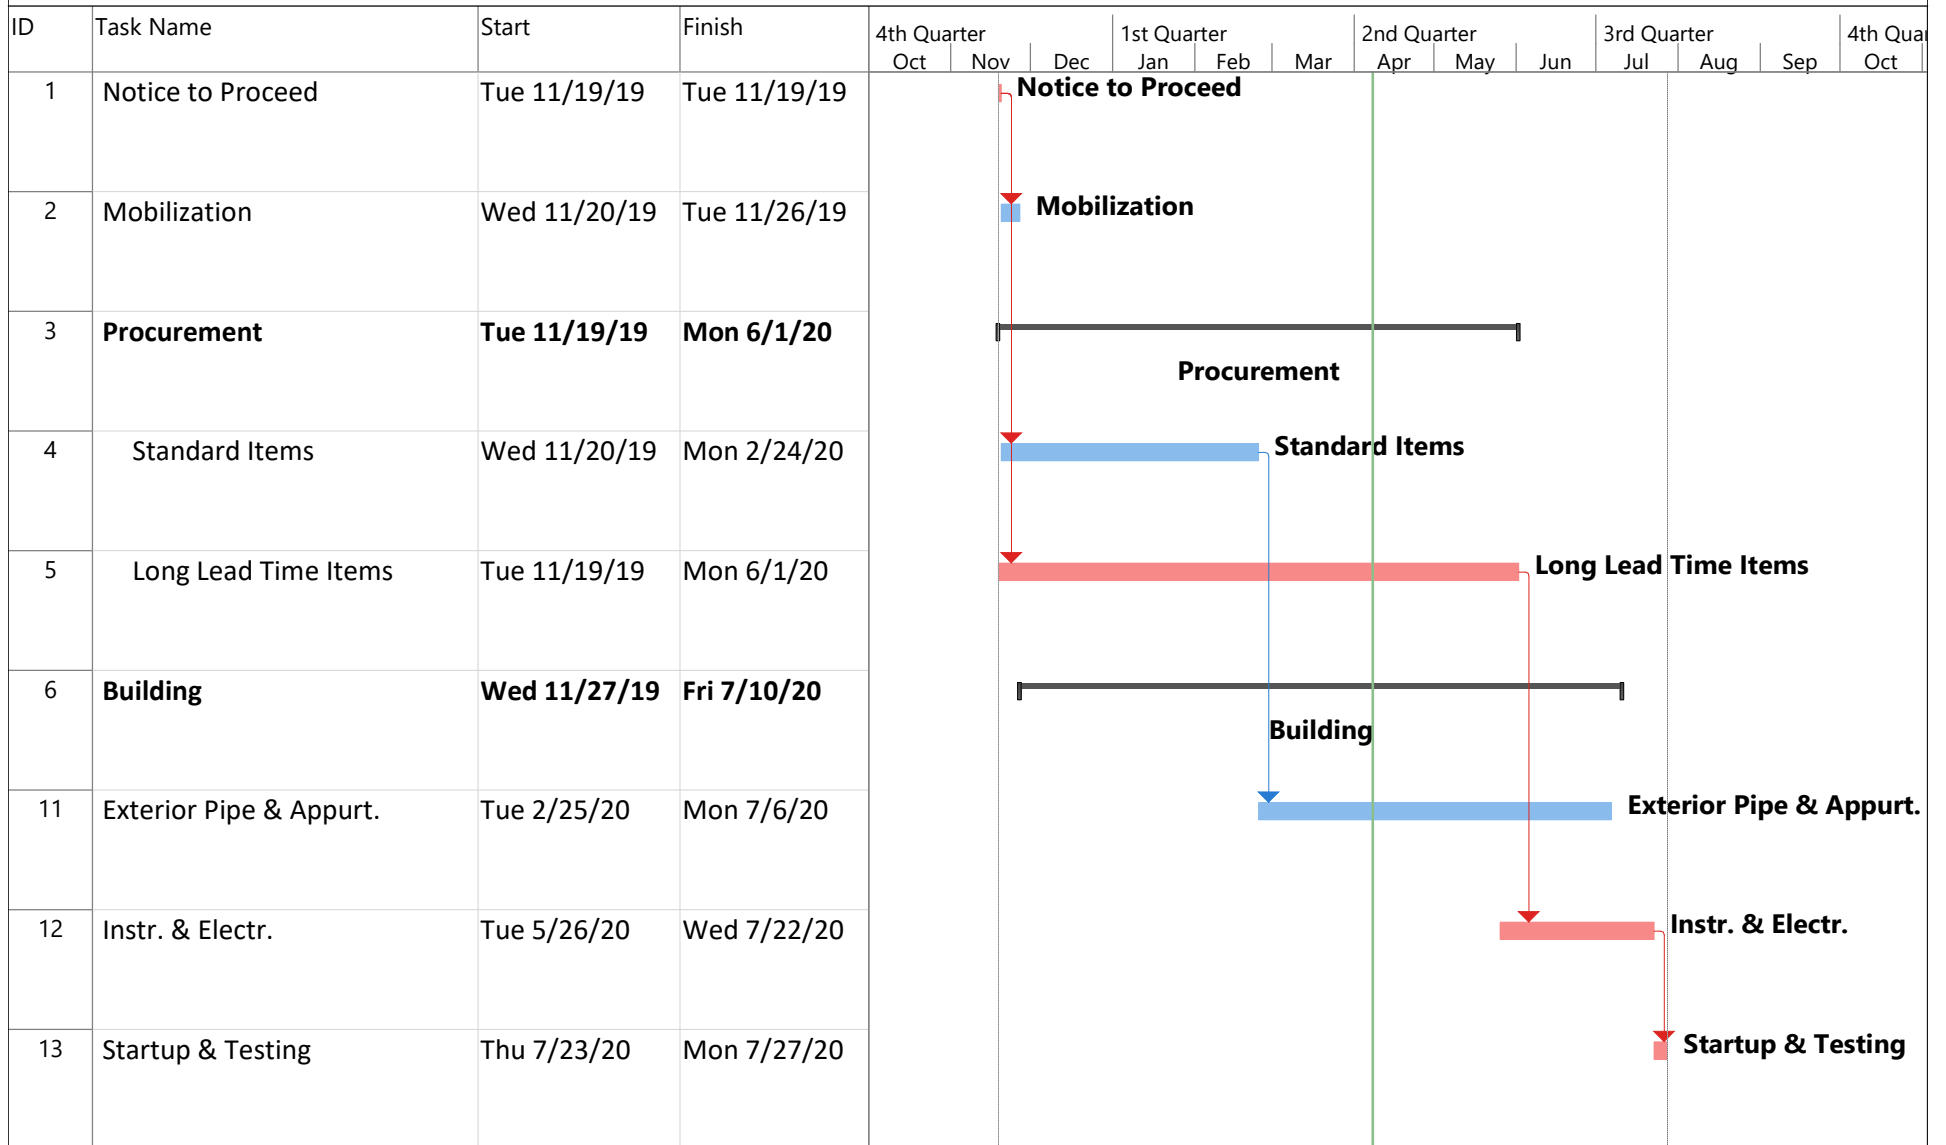 ID Task Name Start Finish 4th Quarter 1st Quarter 2nd Quarter 3rd Quarter 4th Qua
Oct Nov Dec Jan Feb Mar Apr May Jun Jul Aug Sep Oct
1 Notice to Proceed Tue 11/19/19 Tue 11/19/19 Notice to Proceed
2 Mobilization Wed 11/20/19 Tue 11/26/19 Mobilization
3 Procurement Tue 11/19/19 Mon 6/1/20
Procurement
4 Standard Items Wed 11/20/19 Mon 2/24/20 Standard Items
5 Long Lead Time Items Tue 11/19/19 Mon 6/1/20 Long Lead Time Items
6 Building Wed 11/27/19 Fri 7/10/20
Building
11 Exterior Pipe & Appurt. Tue 2/25/20 Mon 7/6/20 Exterior Pipe & Appurt.
12 Instr. & Electr. Tue 5/26/20 Wed 7/22/20 Instr. & Electr.
13 Startup & Testing Thu 7/23/20 Mon 7/27/20 Startup & Testing